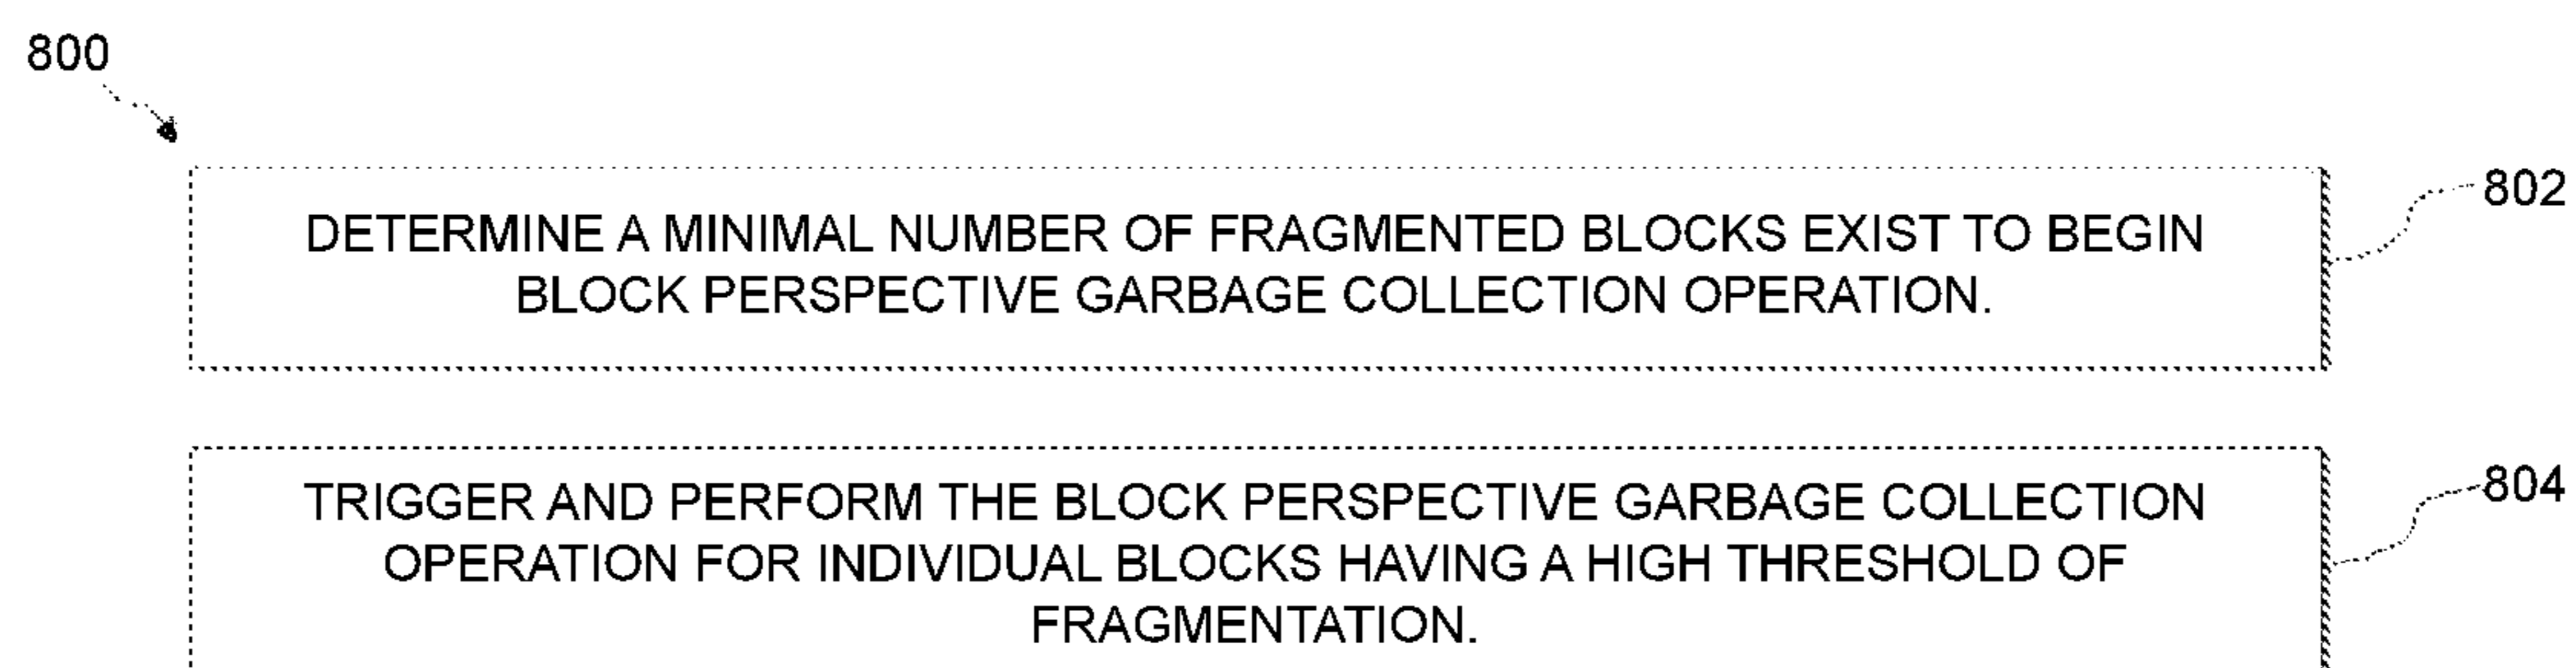 800
802
DETERMINE A MINIMAL NUMBER OF FRAGMENTED BLOCKS EXIST TO BEGIN
BLOCK PERSPECTIVE GARBAGE COLLECTION OPERATION.
804
TRIGGER AND PERFORM THE BLOCK PERSPECTIVE GARBAGE COLLECTION
OPERATION FOR INDIVIDUAL BLOCKS HAVING A HIGH THRESHOLD OF
FRAGMENTATION.